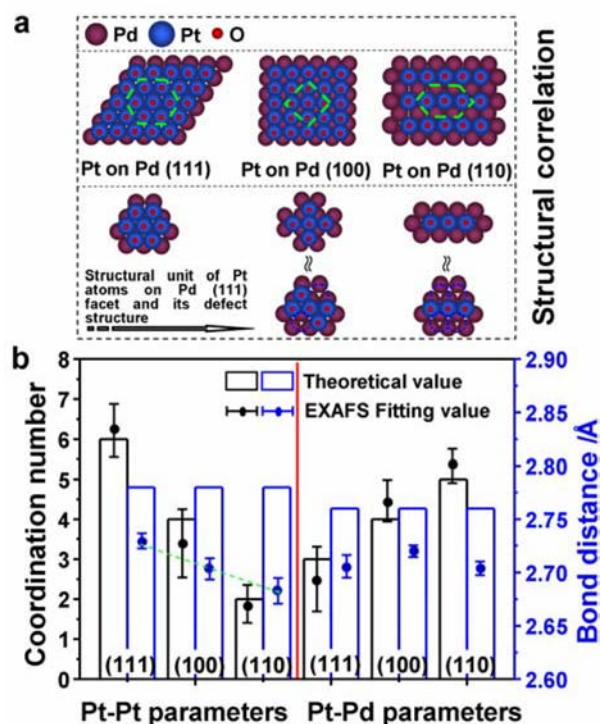 a
Pd Pt O
Pt on Pd (111) Pt on Pd (100) Pt on Pd (110)
Structural unit of Pt
atoms on Pd (111)
facet and its defect
structure
≈ ≈
Structural correlation
b
Theoretical value
EXAFS Fitting value
Coordination number
8
7
6
5
4
3
2
1
0
(111) (100) (110) (111) (100) (110)
Pt-Pt parameters Pt-Pd parameters
2.90
2.85
2.80
2.75
2.70
2.65
2.60
Bond distance /Å